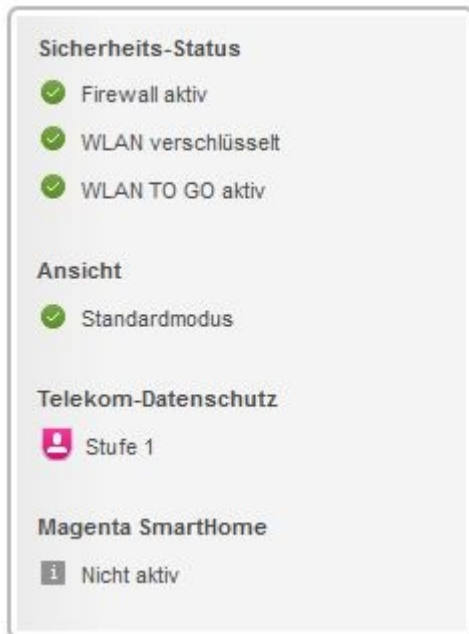 Sicherheits-Status
Firewall aktiv
WLAN verschlüsselt
WLAN TO GO aktiv
Ansicht
Standardmodus
Telekom-Datenschutz
Stufe 1
Magenta SmartHome
i Nicht aktiv